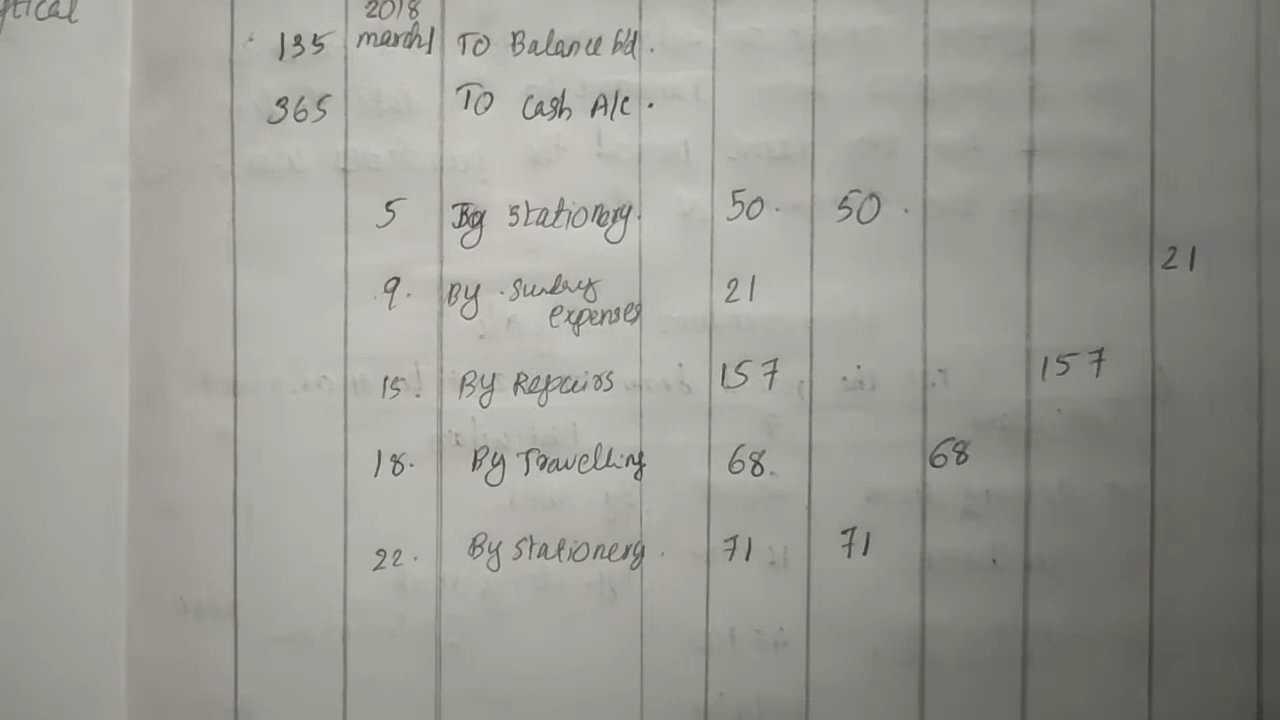 2018
135 march1 TO Balance b/d.
365 TO Cash A/c.
5 By stationery. 50. 50.
9. By Sundry 21 21
expenses
15. By Repairs 157 157
18. By Travelling 68. 68
22. By Stationery. 71 71